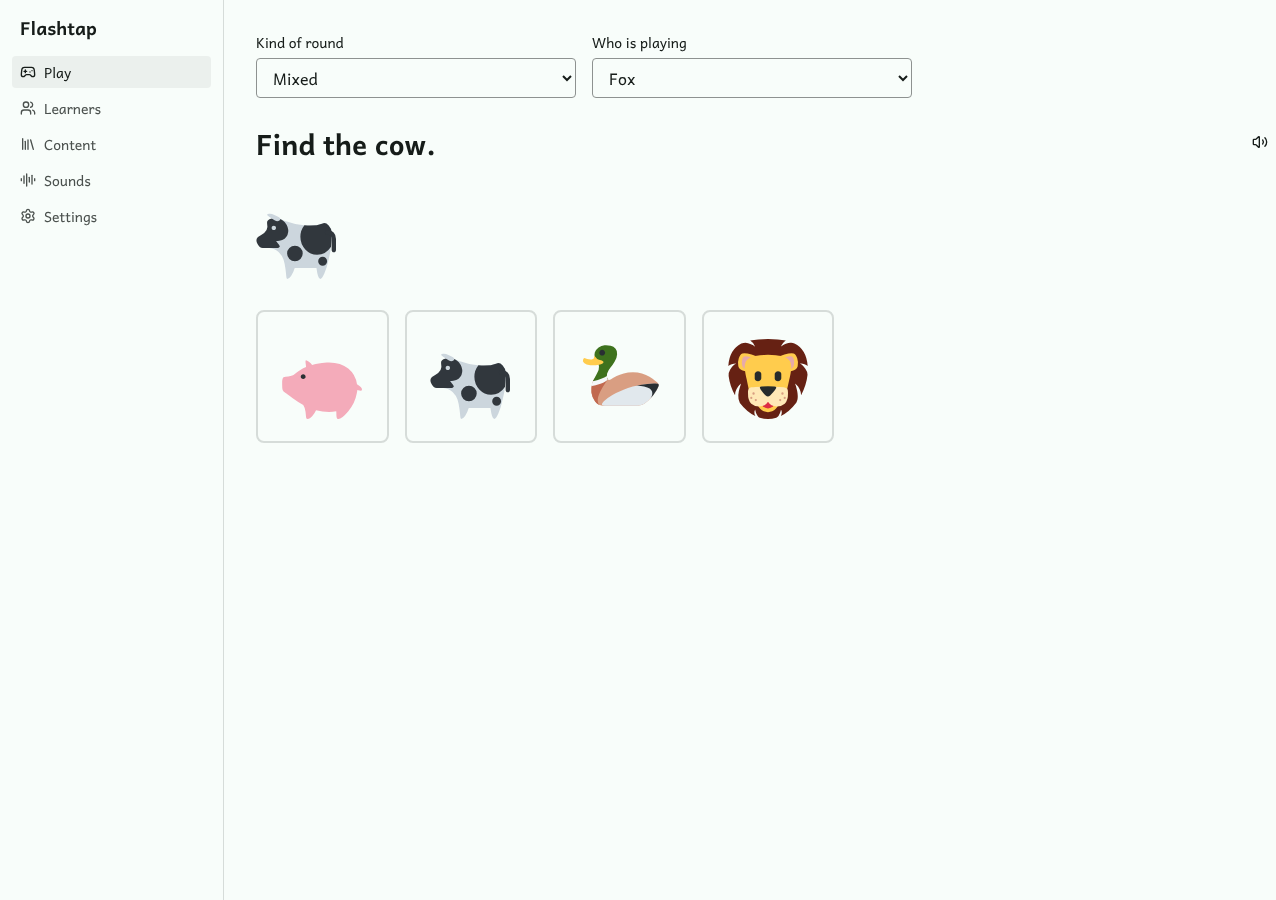 Flashtap
Play
Learners
Content
Sounds
Settings
Kind of round
Who is playing
Mixed
Fox
Find the cow.